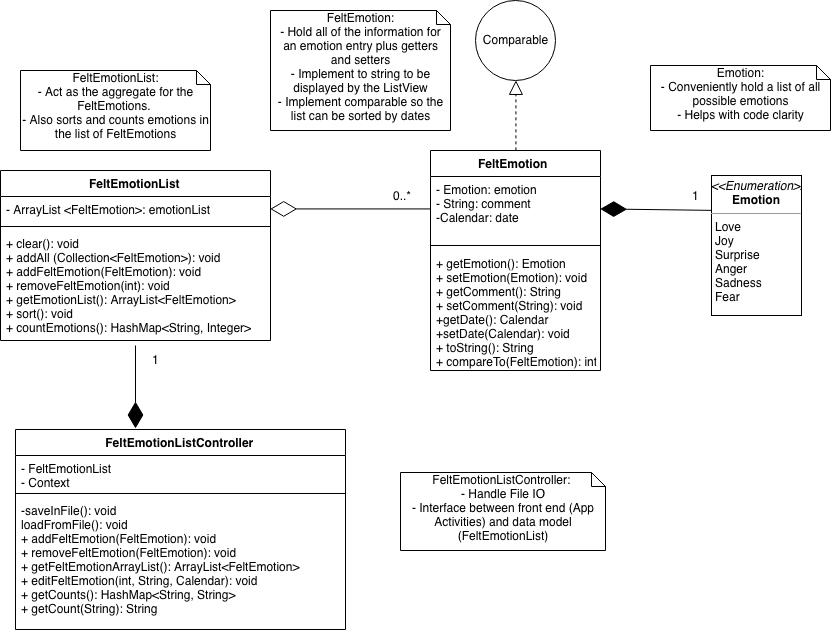 FeltEmotion:
- Hold all of the information for
an emotion entry plus getters
and setters
- Implement to string to be
displayed by the ListView
- Implement comparable so the
list can be sorted by dates
Comparable
FeltEmotionList:
- Act as the aggregate for the
FeltEmotions.
- Also sorts and counts emotions in
the list of FeltEmotions
Emotion:
- Conveniently hold a list of all
possible emotions
- Helps with code clarity
FeltEmotionList
- ArrayList <FeltEmotion>: emotionList
+ clear(): void
+ addAll (Collection<FeltEmotion>): void
+ addFeltEmotion(FeltEmotion): void
+ removeFeltEmotion(int): void
+ getEmotionList(): ArrayList<FeltEmotion>
+ sort(): void
+ countEmotions(): HashMap<String, Integer>
0..*
FeltEmotion
- Emotion: emotion
- String: comment
-Calendar: date
+ getEmotion(): Emotion
+ setEmotion(Emotion): void
+ getComment(): String
+ setComment(String): void
+getDate(): Calendar
+setDate(Calendar): void
+ toString(): String
+ compareTo(FeltEmotion): int
1
<<Enumeration>>
Emotion
Love
Joy
Surprise
Anger
Sadness
Fear
1
FeltEmotionListController
- FeltEmotionList
- Context
-saveInFile(): void
loadFromFile(): void
+ addFeltEmotion(FeltEmotion): void
+ removeFeltEmotion(FeltEmotion): void
+ getFeltEmotionArrayList(): ArrayList<FeltEmotion>
+ editFeltEmotion(int, String, Calendar): void
+ getCounts(): HashMap<String, String>
+ getCount(String): String
FeltEmotionListController:
- Handle File IO
- Interface between front end (App
Activities) and data model
(FeltEmotionList)